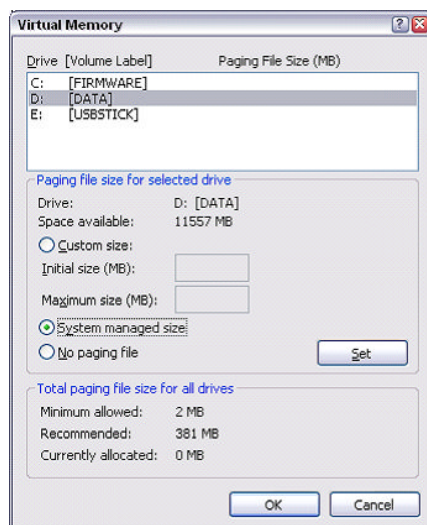 Virtual Memory
Drive [Volume Label] Paging File Size (MB)
C: [FIRMWARE]
D: [DATA]
E: [USBSTICK]
Paging file size for selected drive
Drive: D: [DATA]
Space available: 11557 MB
Custom size:
Initial size (MB):
Maximum size (MB):
System managed size
No paging file
Set
Total paging file size for all drives
Minimum allowed: 2 MB
Recommended: 381 MB
Currently allocated: 0 MB
OK Cancel